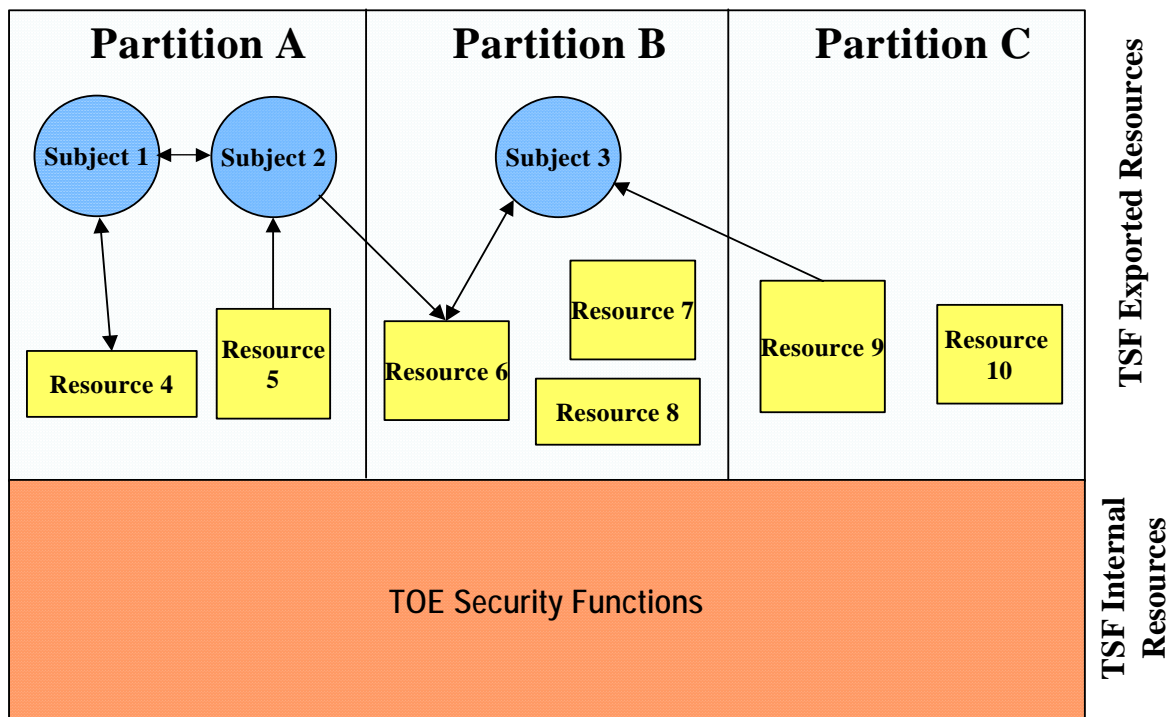 Partition A
Partition B
Partition C
Subject 1
Subject 2
Subject 3
Resource 4
Resource
5
Resource 6
Resource 7
Resource 8
Resource 9
Resource
10
TSF Exported Resources
TOE Security Functions
TSF Internal
Resources